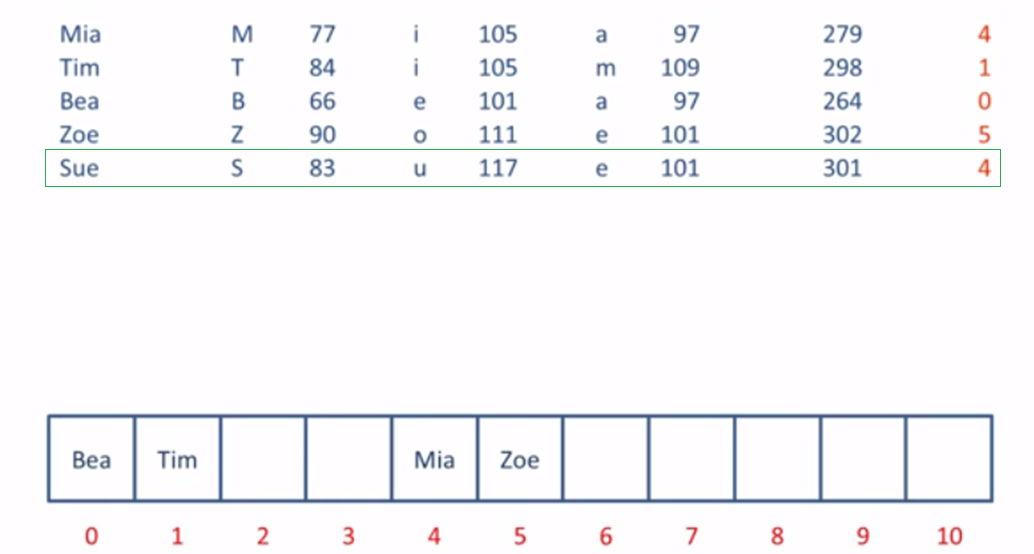 Mia M 77 i 105 a 97 279 4
Tim T 84 i 105 m 109 298 1
Bea B 66 e 101 a 97 264 0
Zoe Z 90 o 111 e 101 302 5
Sue S 83 u 117 e 101 301 4
Bea Tim Mia Zoe
0 1 2 3 4 5 6 7 8 9 10